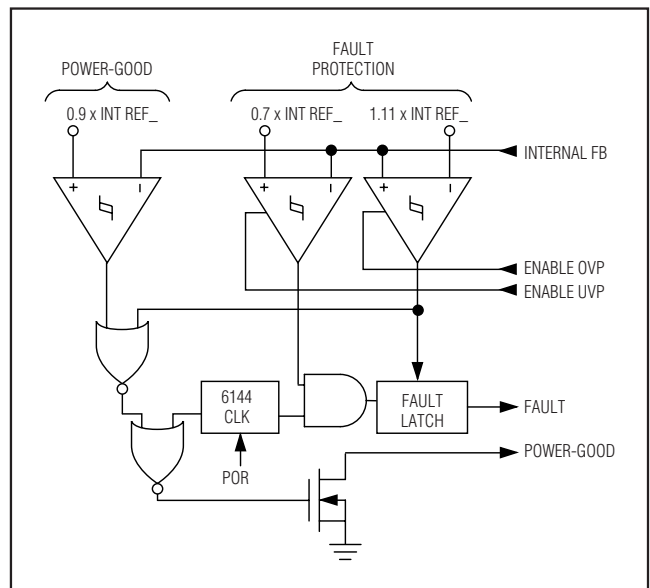 POWER-GOOD
FAULT
PROTECTION
0.9 x INT REF_
0.7 x INT REF_
1.11 x INT REF_
INTERNAL FB
+
−
+
−
+
−
ENABLE OVP
ENABLE UVP
6144
CLK
FAULT
LATCH
FAULT
POR
POWER-GOOD